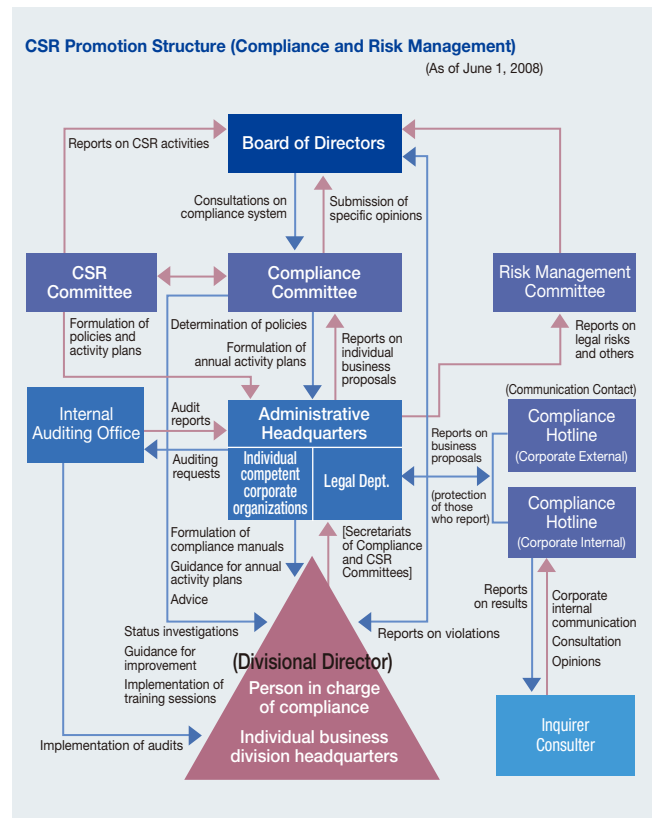 CSR Promotion Structure (Compliance and Risk Management)
(As of June 1, 2008)
Board of Directors
Reports on CSR activities
Consultations on
compliance system
Submission of
specific opinions
CSR
Committee
Compliance
Committee
Risk Management
Committee
Formulation of
policies and
activity plans
Determination of policies
Formulation of
annual activity plans
Reports on
individual
business
proposals
Reports on
legal risks
and others
Internal
Auditing Office
Audit
reports
Auditing
requests
Administrative
Headquarters
Individual
competent
corporate
organizations
Legal Dept.
Reports on
business
proposals
(protection
of those
who report)
(Communication Contact)
Compliance
Hotline
(Corporate External)
Compliance
Hotline
(Corporate Internal)
Formulation of
compliance manuals
Guidance for annual
activity plans
Advice
[Secretariats
of Compliance
and CSR
Committees]
Reports
on results
Corporate
internal
communication
Consultation
Opinions
Status investigations
Guidance for
improvement
Implementation of
training sessions
Reports on violations
(Divisional Director)
Person in charge
of compliance
Individual business
division headquarters
Implementation of audits
Inquirer
Consulter